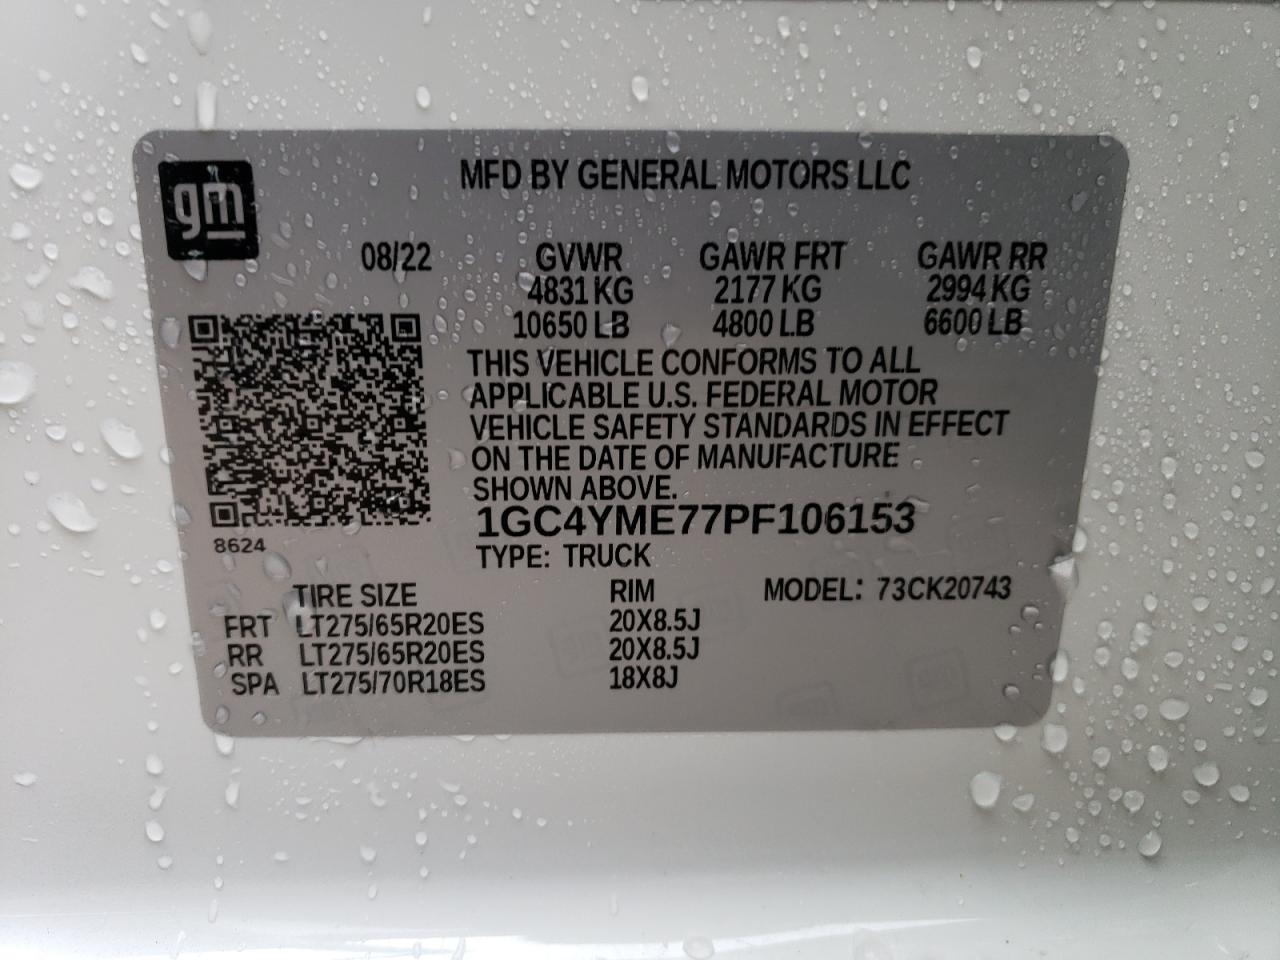 gm
MFD BY GENERAL MOTORS LLC
08/22 GVWR GAWR FRT GAWR RR
4831 KG 2177 KG 2994 KG
10650 LB 4800 LB 6600 LB
THIS VEHICLE CONFORMS TO ALL
APPLICABLE U.S. FEDERAL MOTOR
VEHICLE SAFETY STANDARDS IN EFFECT
ON THE DATE OF MANUFACTURE
SHOWN ABOVE.
1GC4YME77PF106153
8624
TYPE: TRUCK
TIRE SIZE RIM MODEL: 73CK20743
FRT LT275/65R20ES 20X8.5J
RR LT275/65R20ES 20X8.5J
SPA LT275/70R18ES 18X8J